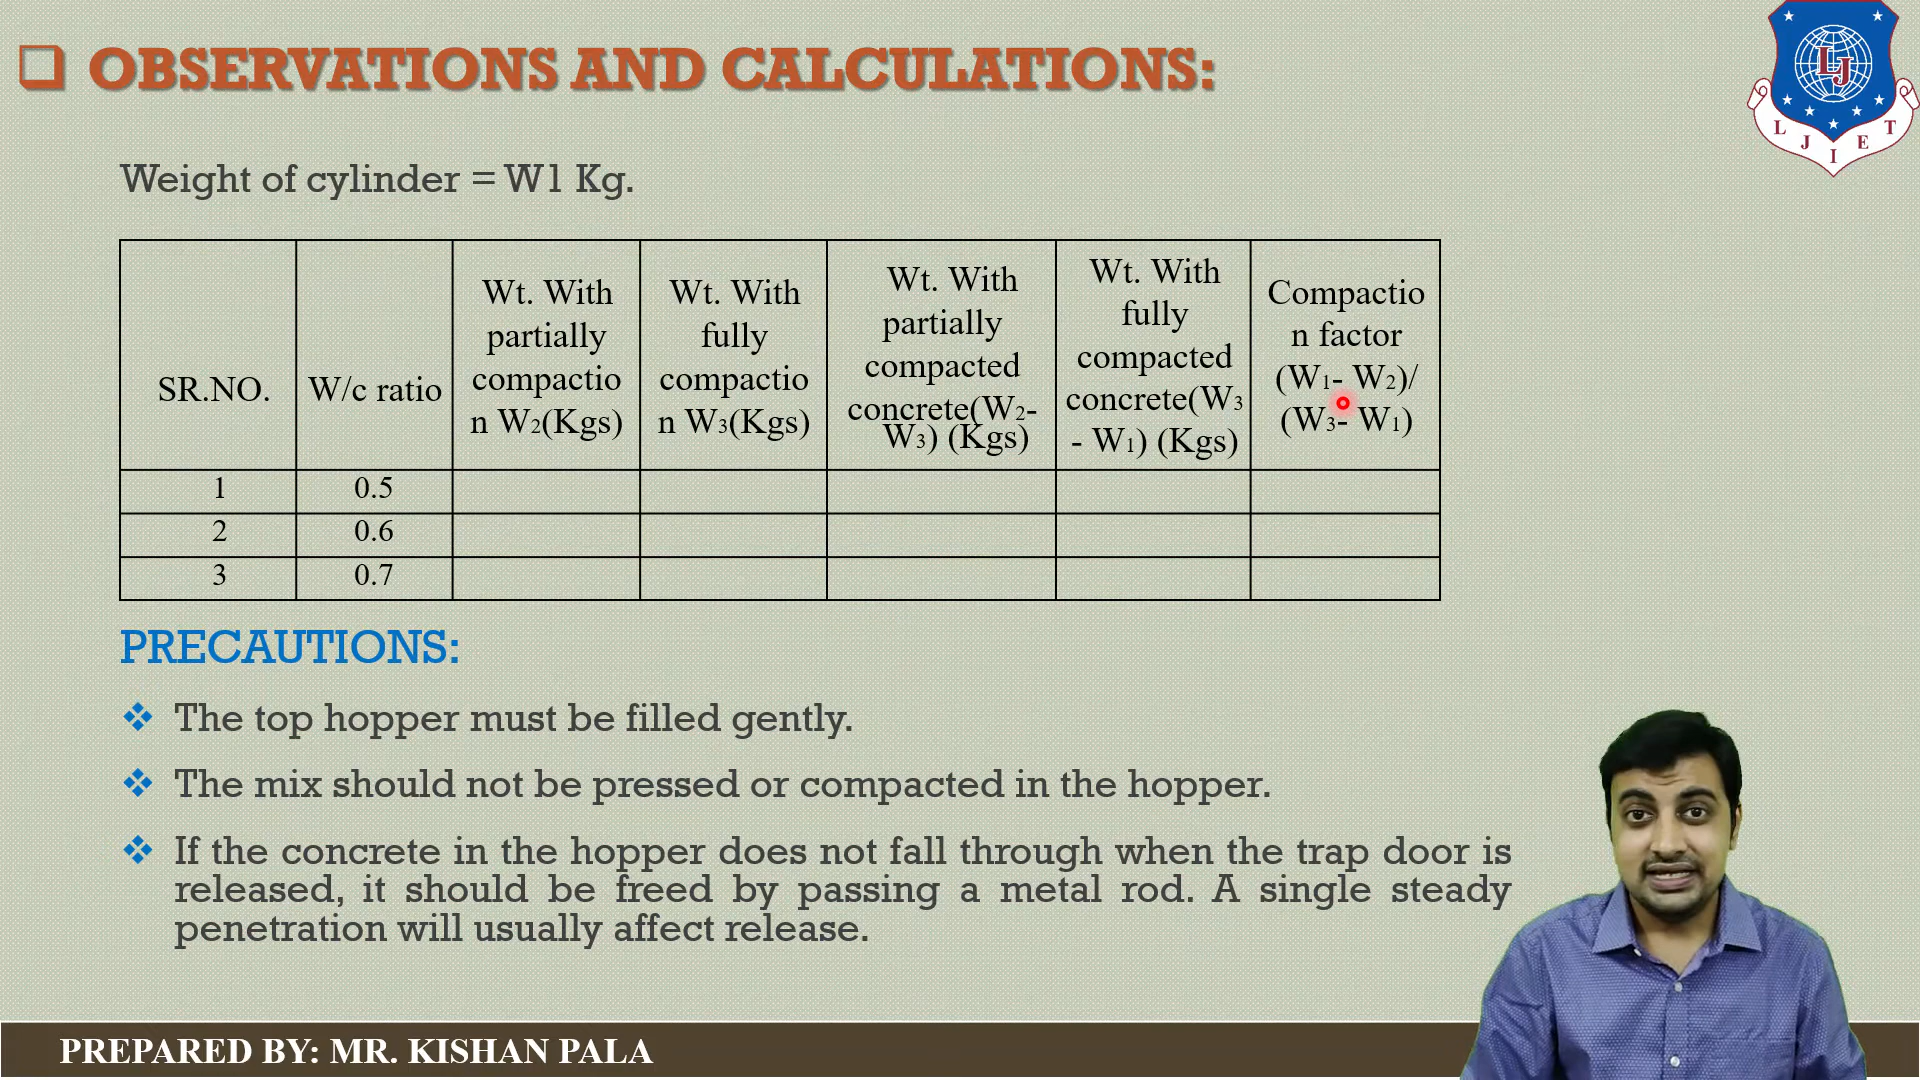 OBSERVATIONS AND CALCULATIONS:
LJ
L J I E T
Weight of cylinder = W1 Kg.
SR.NO.
W/c ratio
Wt. With
partially
compactio
n W2(Kgs)
Wt. With
fully
compactio
n W3(Kgs)
Wt. With
partially
compacted
concrete(W2-
W3) (Kgs)
Wt. With
fully
compacted
concrete(W3
- W1) (Kgs)
Compactio
n factor
(W1- W2)/
(W3- W1)
1 0.5
2 0.6
3 0.7
PRECAUTIONS:
The top hopper must be filled gently.
The mix should not be pressed or compacted in the hopper.
If the concrete in the hopper does not fall through when the trap door is
released, it should be freed by passing a metal rod. A single steady
penetration will usually affect release.
PREPARED BY: MR. KISHAN PALA